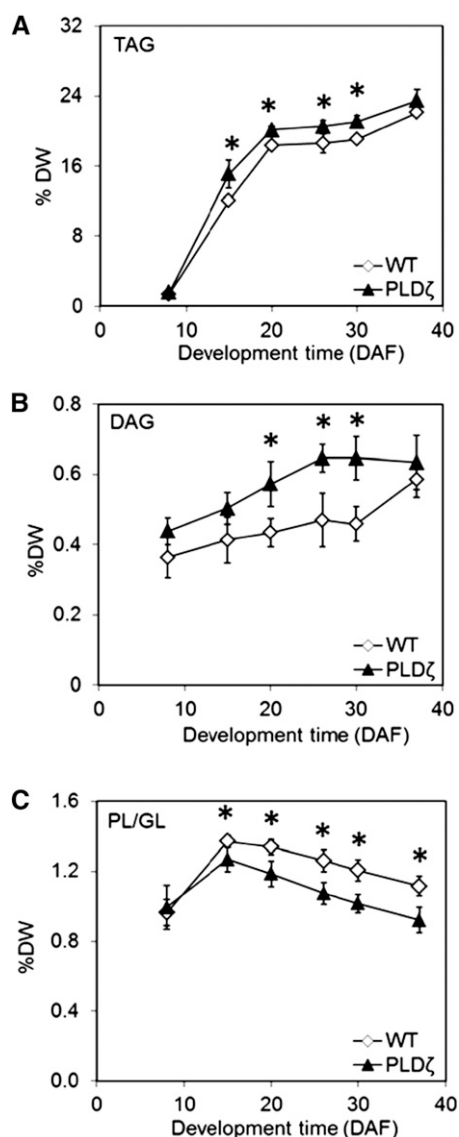 A
TAG
32
24
16
8
0
% DW
* * * *
WT
PLDζ
0 10 20 30 40
Development time (DAF)
B
DAG
0.8
0.6
0.4
0.2
0
%DW
* * *
WT
PLDζ
0 10 20 30 40
Development time (DAF)
C
PL/GL
1.6
1.2
0.8
0.4
0.0
%DW
* * * * *
WT
PLDζ
0 10 20 30 40
Development time (DAF)